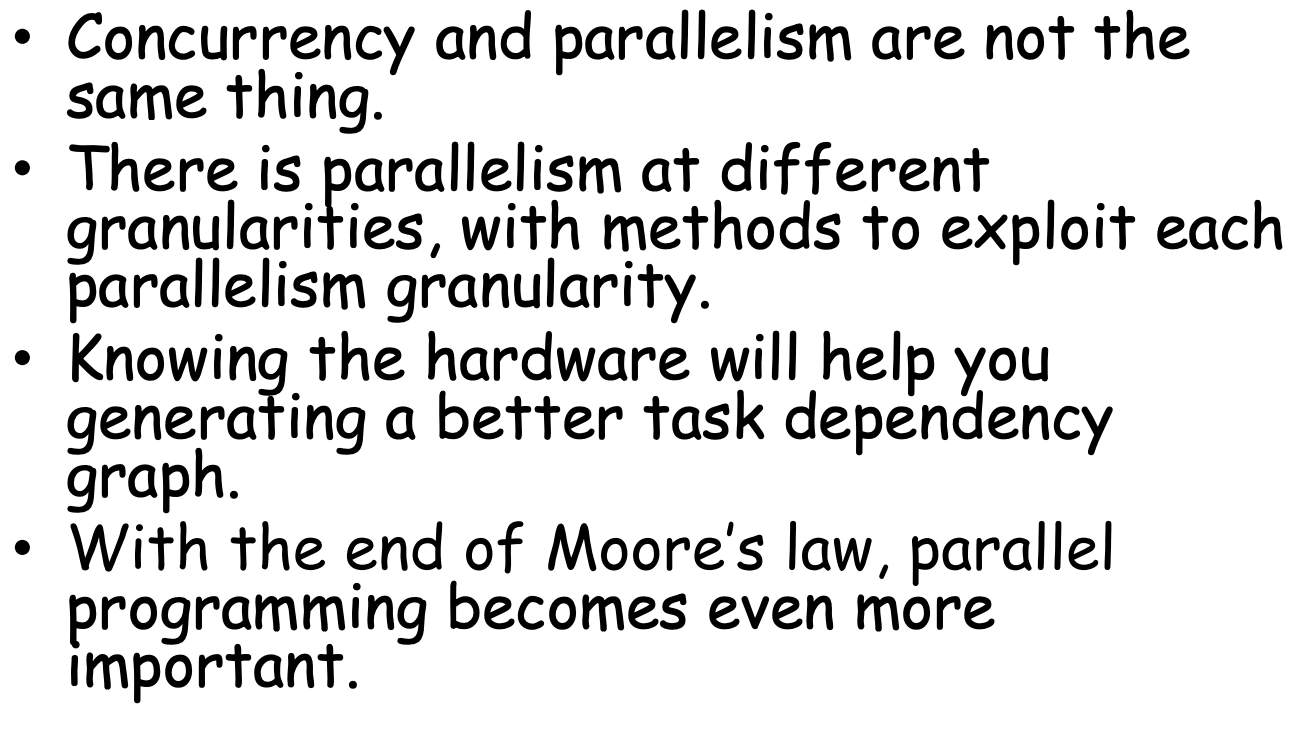 • Concurrency and parallelism are not the
same thing.
• There is parallelism at different
granularities, with methods to exploit each
parallelism granularity.
• Knowing the hardware will help you
generating a better task dependency
graph.
• With the end of Moore’s law, parallel
programming becomes even more
important.